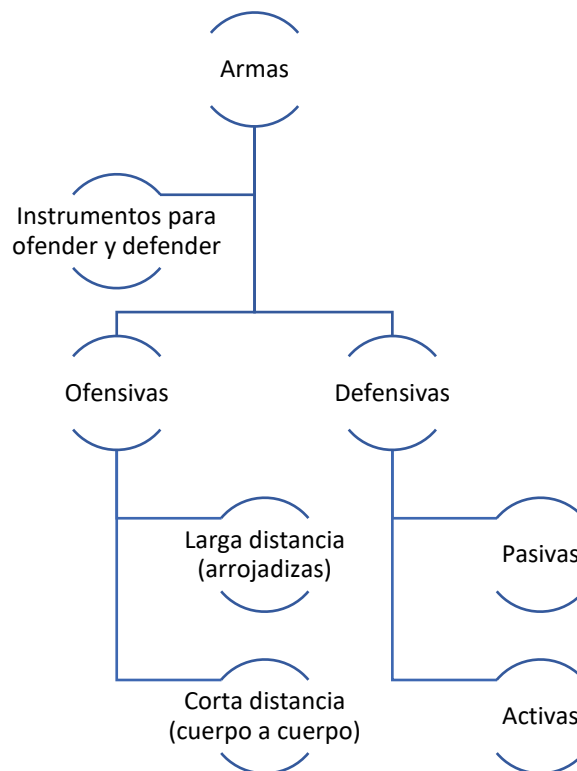 Armas
Instrumentos para
ofender y defender
Ofensivas
Defensivas
Larga distancia
(arrojadizas)
Pasivas
Corta distancia
(cuerpo a cuerpo)
Activas